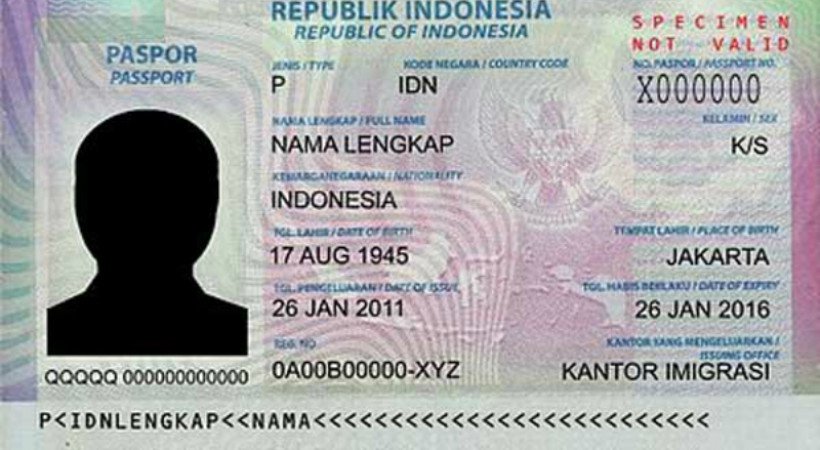 REPUBLIK INDONESIA
REPUBLIC OF INDONESIA
SPECIMEN
NOT VALID
PASPOR
PASSPORT
JENIS / TYPE
KODE NEGARA / COUNTRY CODE
NO. PASPOR / PASSPORT NO.
P
IDN
X000000
NAMA LENGKAP / FULL NAME
KELAMIN / SEX
NAMA LENGKAP
K/S
KEWARGANEGARAAN / NATIONALITY
INDONESIA
TGL. LAHIR / DATE OF BIRTH
TEMPAT LAHIR / PLACE OF BIRTH
17 AUG 1945
JAKARTA
TGL. PENGELUARAN / DATE OF ISSUE
TGL. HABIS BERLAKU / DATE OF EXPIRY
26 JAN 2011
26 JAN 2016
REG. NO
KANTOR YANG MENGELUARKAN /
ISSUING OFFICE
0A00B00000-XYZ
KANTOR IMIGRASI
QQQQQ 000000000000
P<IDNLENGKAP<<NAMA<<<<<<<<<<<<<<<<<<<<<<<<<<